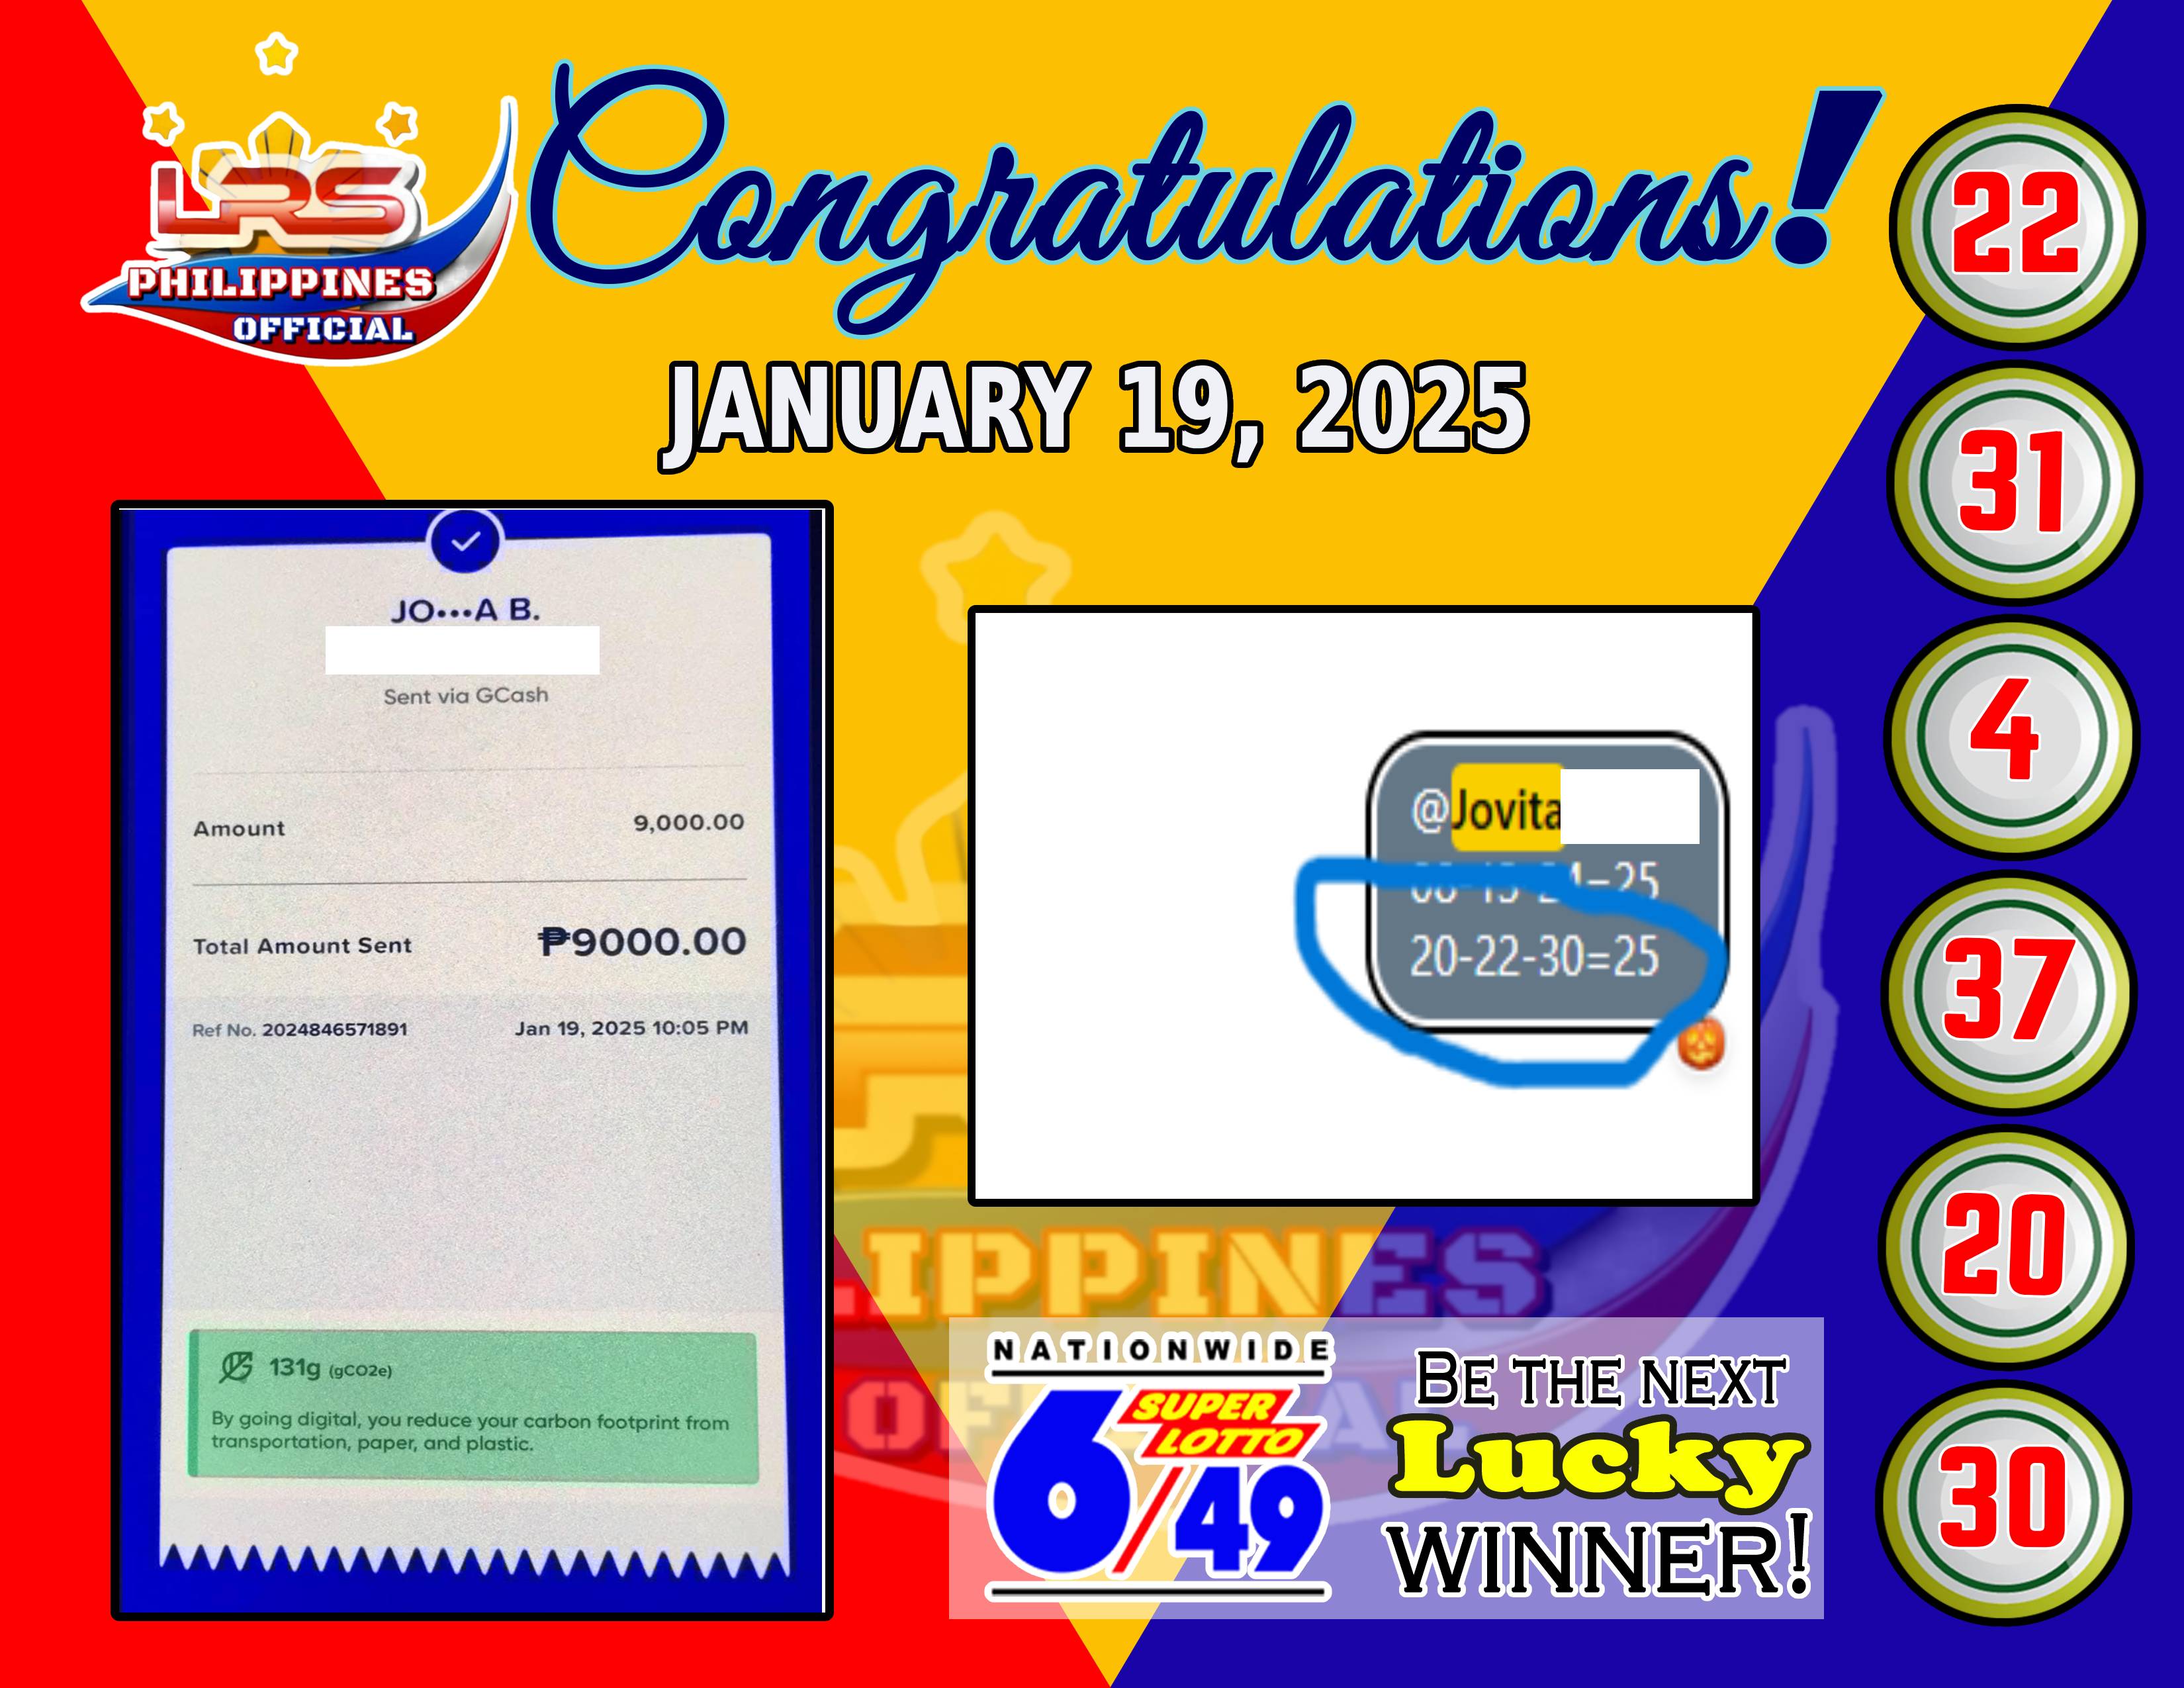 LRS
PHILIPPINES
OFFICIAL
Congratulations!
JANUARY 19, 2025
JO•••A B.
Sent via GCash
Amount 9,000.00
Total Amount Sent ₱9000.00
Ref No. 2024846571891 Jan 19, 2025 10:05 PM
131g (gCO2e)
By going digital, you reduce your carbon footprint from
transportation, paper, and plastic.
@Jovita
20-22-30=25
LIPPINES
NATIONWIDE
SUPER
LOTTO
6/49
BE THE NEXT
Lucky
WINNER!
22
31
4
37
20
30